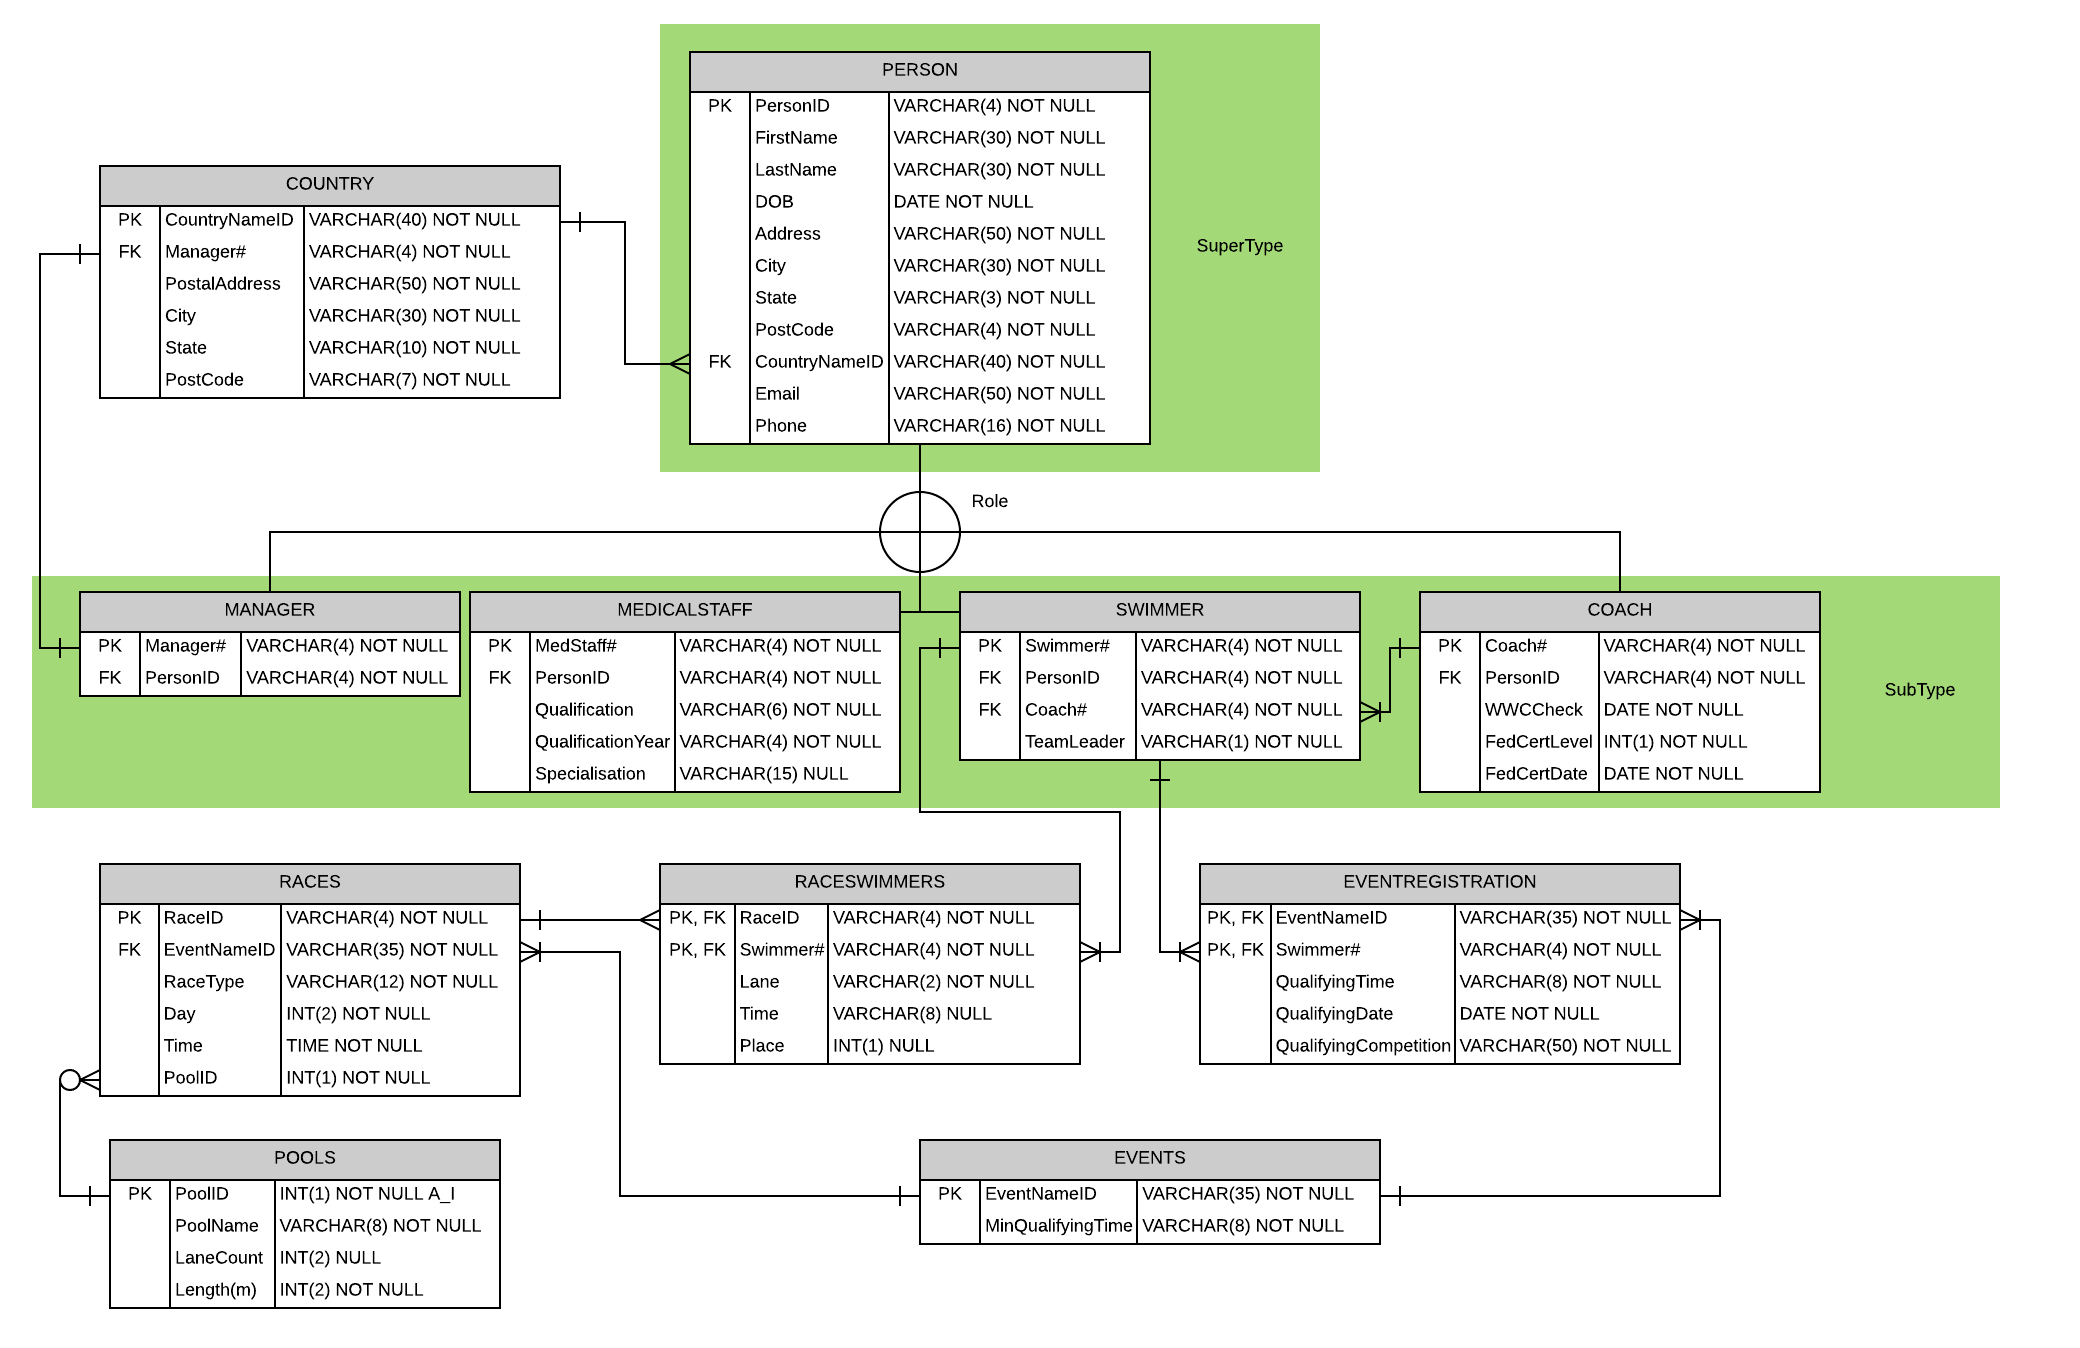 PERSON
PK PersonID VARCHAR(4) NOT NULL
FirstName VARCHAR(30) NOT NULL
LastName VARCHAR(30) NOT NULL
DOB DATE NOT NULL
Address VARCHAR(50) NOT NULL
City VARCHAR(30) NOT NULL
State VARCHAR(3) NOT NULL
PostCode VARCHAR(4) NOT NULL
FK CountryNameID VARCHAR(40) NOT NULL
Email VARCHAR(50) NOT NULL
Phone VARCHAR(16) NOT NULL
SuperType
COUNTRY
PK CountryNameID VARCHAR(40) NOT NULL
FK Manager# VARCHAR(4) NOT NULL
PostalAddress VARCHAR(50) NOT NULL
City VARCHAR(30) NOT NULL
State VARCHAR(10) NOT NULL
PostCode VARCHAR(7) NOT NULL
Role
MANAGER
PK Manager# VARCHAR(4) NOT NULL
FK PersonID VARCHAR(4) NOT NULL
MEDICALSTAFF
PK MedStaff# VARCHAR(4) NOT NULL
FK PersonID VARCHAR(4) NOT NULL
Qualification VARCHAR(6) NOT NULL
QualificationYear VARCHAR(4) NOT NULL
Specialisation VARCHAR(15) NULL
SWIMMER
PK Swimmer# VARCHAR(4) NOT NULL
FK PersonID VARCHAR(4) NOT NULL
FK Coach# VARCHAR(4) NOT NULL
TeamLeader VARCHAR(1) NOT NULL
COACH
PK Coach# VARCHAR(4) NOT NULL
FK PersonID VARCHAR(4) NOT NULL
WWCCheck DATE NOT NULL
FedCertLevel INT(1) NOT NULL
FedCertDate DATE NOT NULL
SubType
RACES
PK RaceID VARCHAR(4) NOT NULL
FK EventNameID VARCHAR(35) NOT NULL
RaceType VARCHAR(12) NOT NULL
Day INT(2) NOT NULL
Time TIME NOT NULL
PoolID INT(1) NOT NULL
RACESWIMMERS
PK, FK RaceID VARCHAR(4) NOT NULL
PK, FK Swimmer# VARCHAR(4) NOT NULL
Lane VARCHAR(2) NOT NULL
Time VARCHAR(8) NULL
Place INT(1) NULL
EVENTREGISTRATION
PK, FK EventNameID VARCHAR(35) NOT NULL
PK, FK Swimmer# VARCHAR(4) NOT NULL
QualifyingTime VARCHAR(8) NOT NULL
QualifyingDate DATE NOT NULL
QualifyingCompetition VARCHAR(50) NOT NULL
POOLS
PK PoolID INT(1) NOT NULL A_I
PoolName VARCHAR(8) NOT NULL
LaneCount INT(2) NULL
Length(m) INT(2) NOT NULL
EVENTS
PK EventNameID VARCHAR(35) NOT NULL
MinQualifyingTime VARCHAR(8) NOT NULL